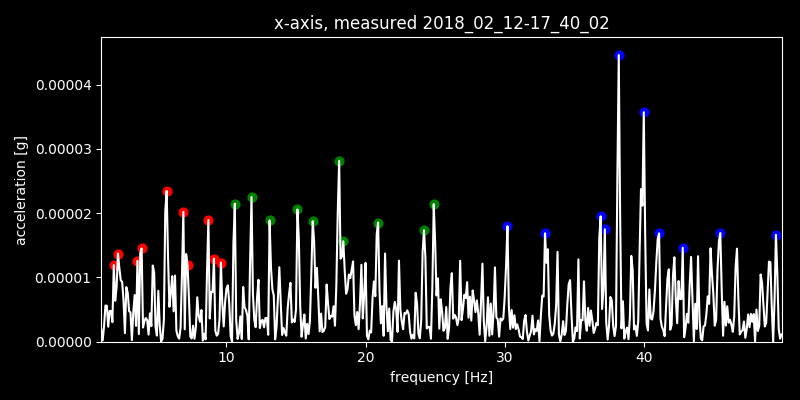 x-axis, measured 2018_02_12-17_40_02
0.00004
0.00003
0.00002
0.00001
0.00000
acceleration [g]
10 20 30 40
frequency [Hz]